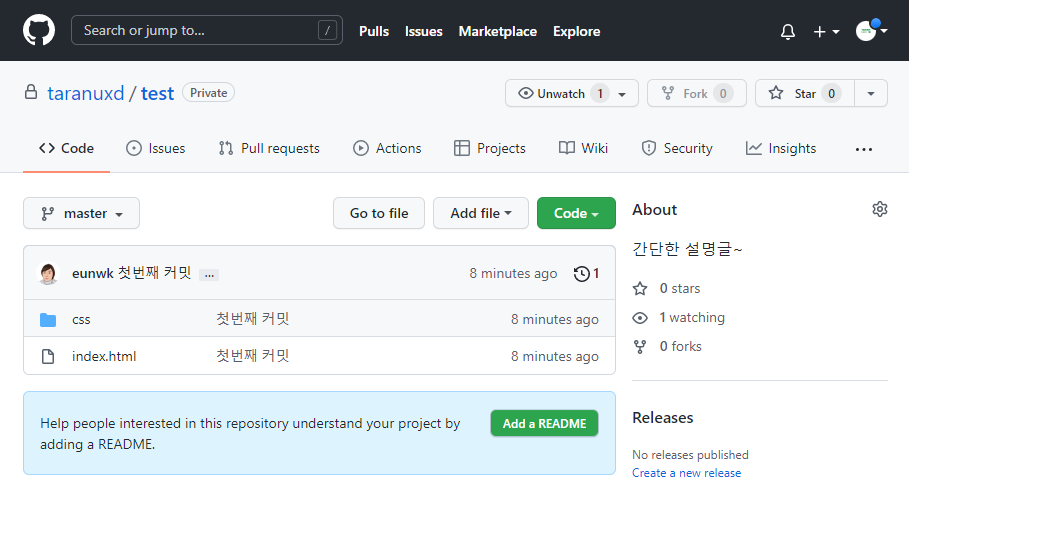 Search or jump to... / Pulls Issues Marketplace Explore
taranuxd / test Private Unwatch 1 Fork 0 Star 0
Code Issues Pull requests Actions Projects Wiki Security Insights ...
master Go to file Add file Code
About
간단한 설명글~
eunwk 첫번째 커밋 ... 8 minutes ago 1
css 첫번째 커밋 8 minutes ago
index.html 첫번째 커밋 8 minutes ago
0 stars
1 watching
0 forks
Help people interested in this repository understand your project by
adding a README.
Add a README
Releases
No releases published
Create a new release